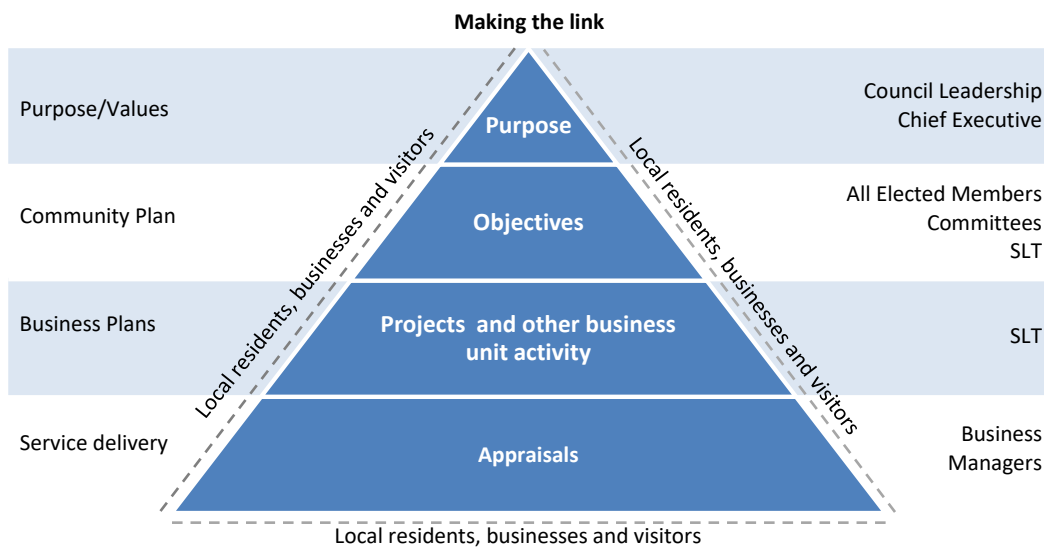 Making the link
Purpose/Values
Purpose
Council Leadership
Chief Executive
Community Plan
Objectives
All Elected Members
Committees
SLT
Business Plans
Projects and other business
unit activity
SLT
Service delivery
Appraisals
Business
Managers
Local residents, businesses and visitors
Local residents, businesses and visitors
Local residents, businesses and visitors